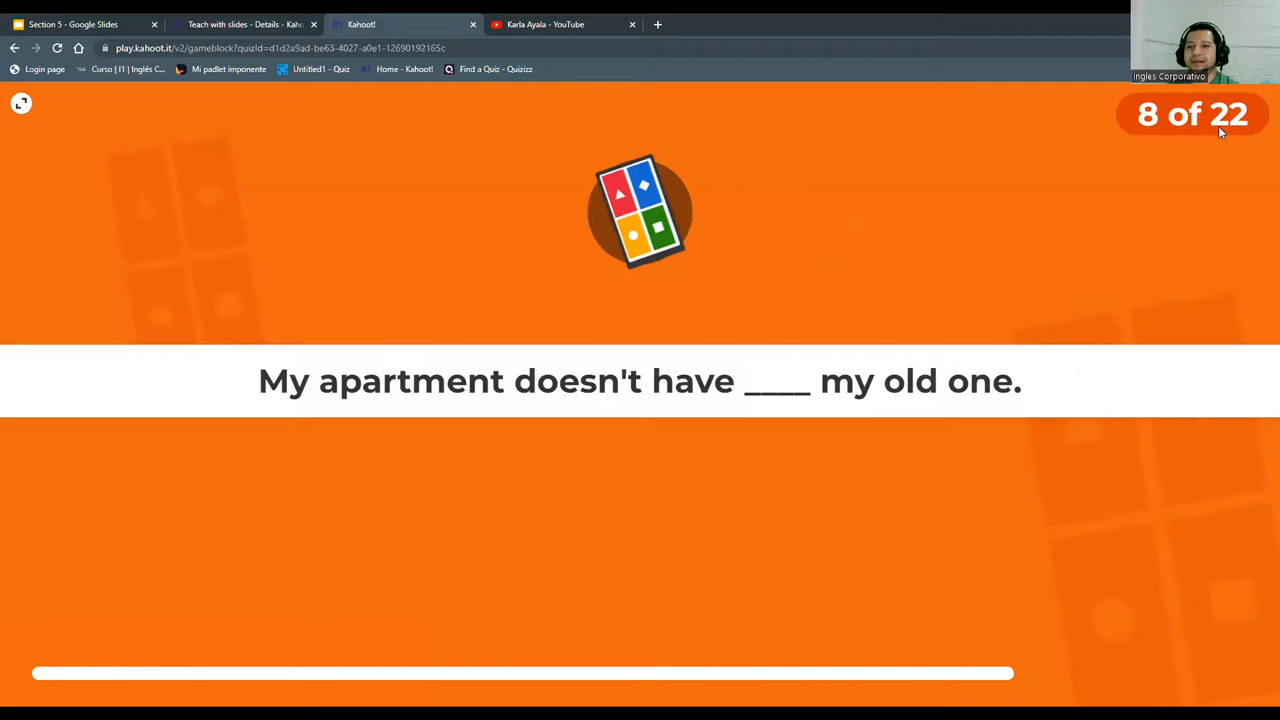 Section 5 - Google Slides
Teach with slides - Details - Kaho
Kahoot!
Karla Ayala - YouTube
play.kahoot.it/v2/gameblock?quizId=d1d2a9ad-be63-4027-a0e1-12690192165c
Login page
Curso | I1 | Inglés C...
Mi padlet imponente
Untitled1 - Quiz
Home - Kahoot!
Find a Quiz - Quizizz
Ingles Corporativo
8 of 22
My apartment doesn't have ____ my old one.